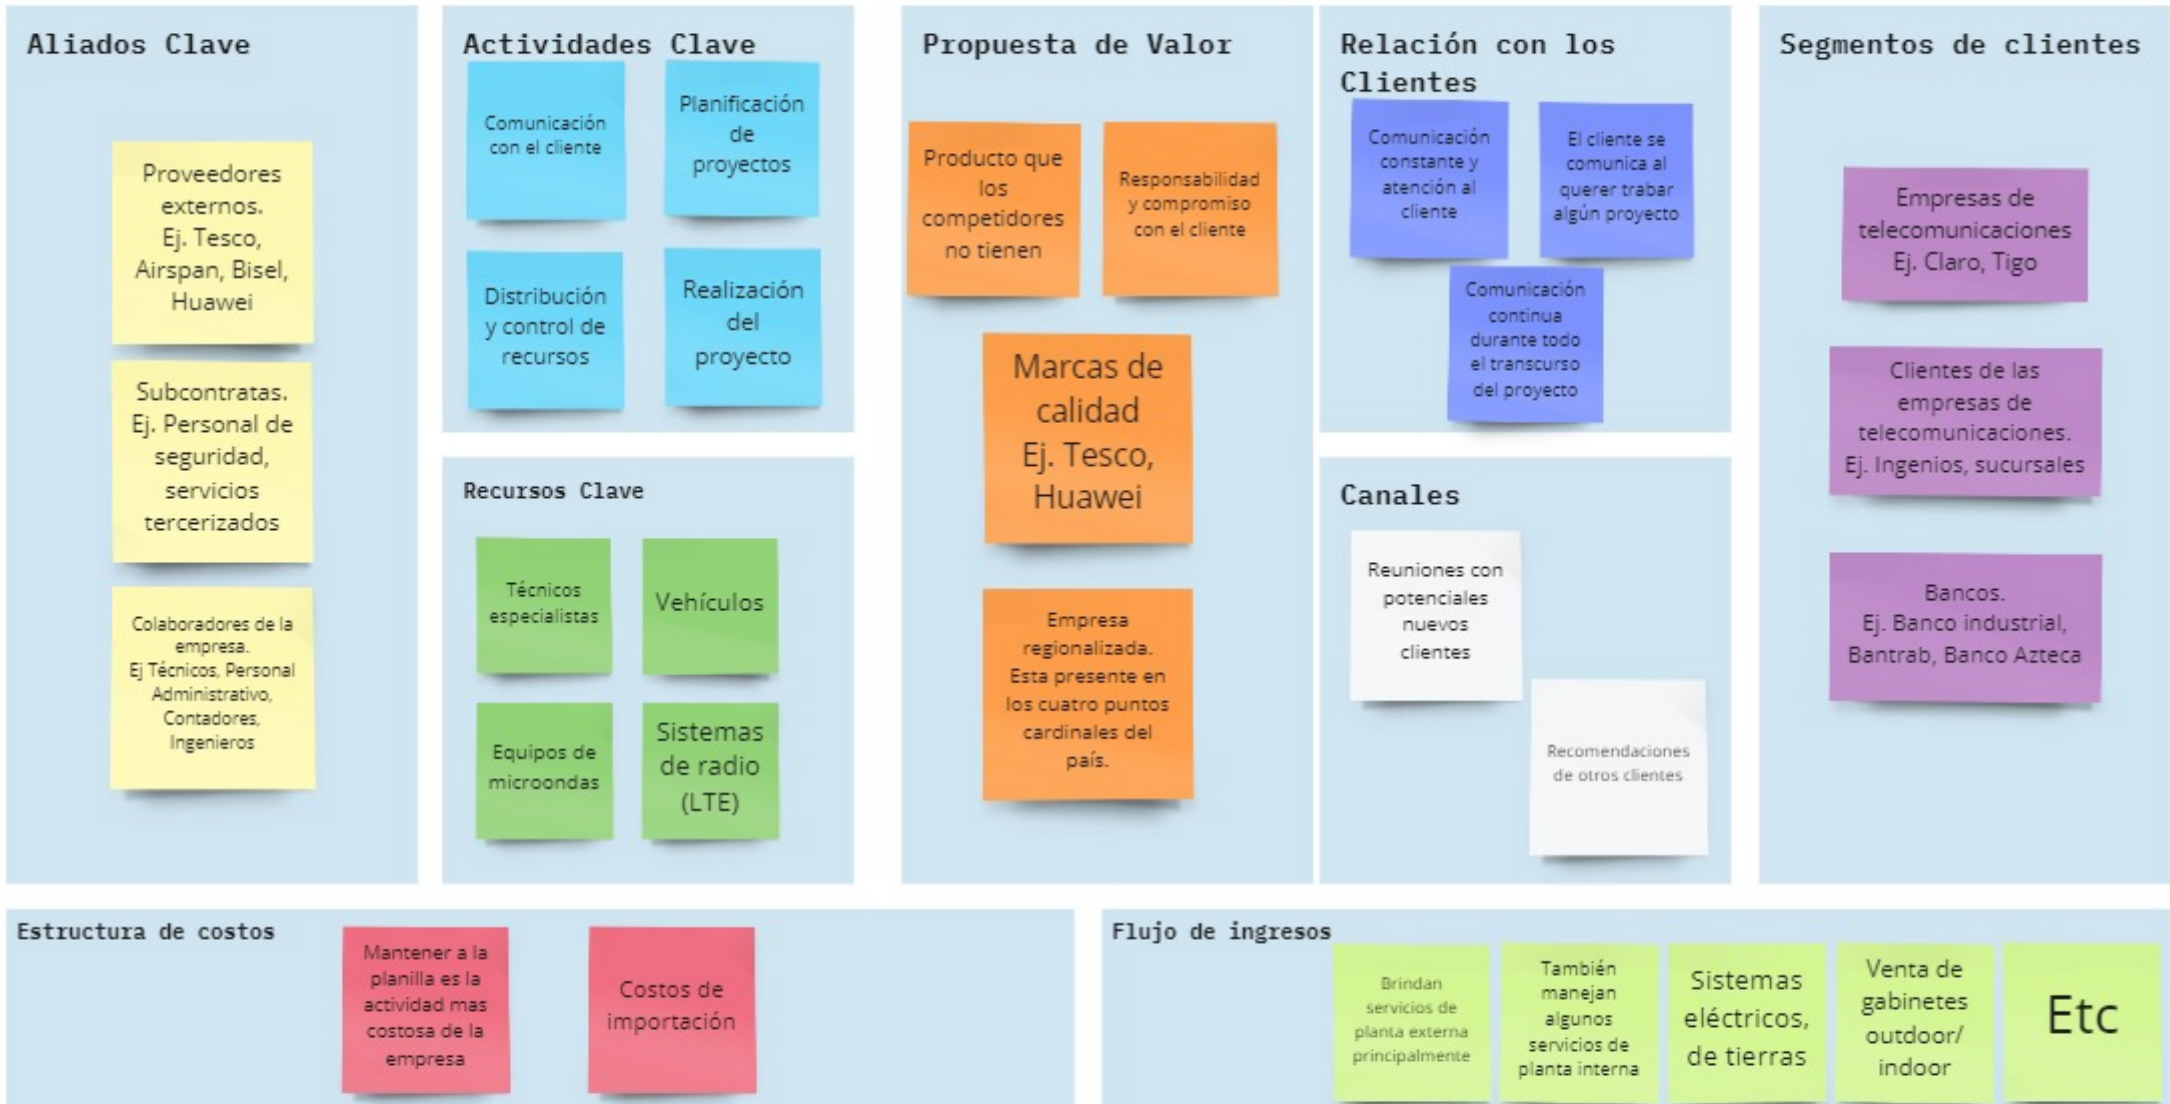 Aliados Clave
Proveedores
externos.
Ej. Tesco,
Airspan, Bisel,
Huawei
Subcontratas.
Ej. Personal de
seguridad,
servicios
tercerizados
Colaboradores de la
empresa.
Ej Técnicos, Personal
Administrativo,
Contadores,
Ingenieros
Actividades Clave
Comunicación
con el cliente
Planificación
de
proyectos
Distribución
y control de
recursos
Realización
del
proyecto
Recursos Clave
Técnicos
especialistas
Vehículos
Equipos de
microondas
Sistemas
de radio
(LTE)
Propuesta de Valor
Producto que
los
competidores
no tienen
Responsabilidad
y compromiso
con el cliente
Marcas de
calidad
Ej. Tesco,
Huawei
Empresa
regionalizada.
Esta presente en
los cuatro puntos
cardinales del
país.
Relación con los
Clientes
Comunicación
constante y
atención al
cliente
El cliente se
comunica al
querer trabar
algún proyecto
Comunicación
continua
durante todo
el transcurso
del proyecto
Canales
Reuniones con
potenciales
nuevos
clientes
Recomendaciones
de otros clientes
Segmentos de clientes
Empresas de
telecomunicaciones
Ej. Claro, Tigo
Clientes de las
empresas de
telecomunicaciones.
Ej. Ingenios, sucursales
Bancos.
Ej. Banco industrial,
Bantrab, Banco Azteca
Estructura de costos
Mantener a la
planilla es la
actividad mas
costosa de la
empresa
Costos de
importación
Flujo de ingresos
Brindan
servicios de
planta externa
principalmente
También
manejan
algunos
servicios de
planta interna
Sistemas
eléctricos,
de tierras
Venta de
gabinetes
outdoor/
indoor
Etc